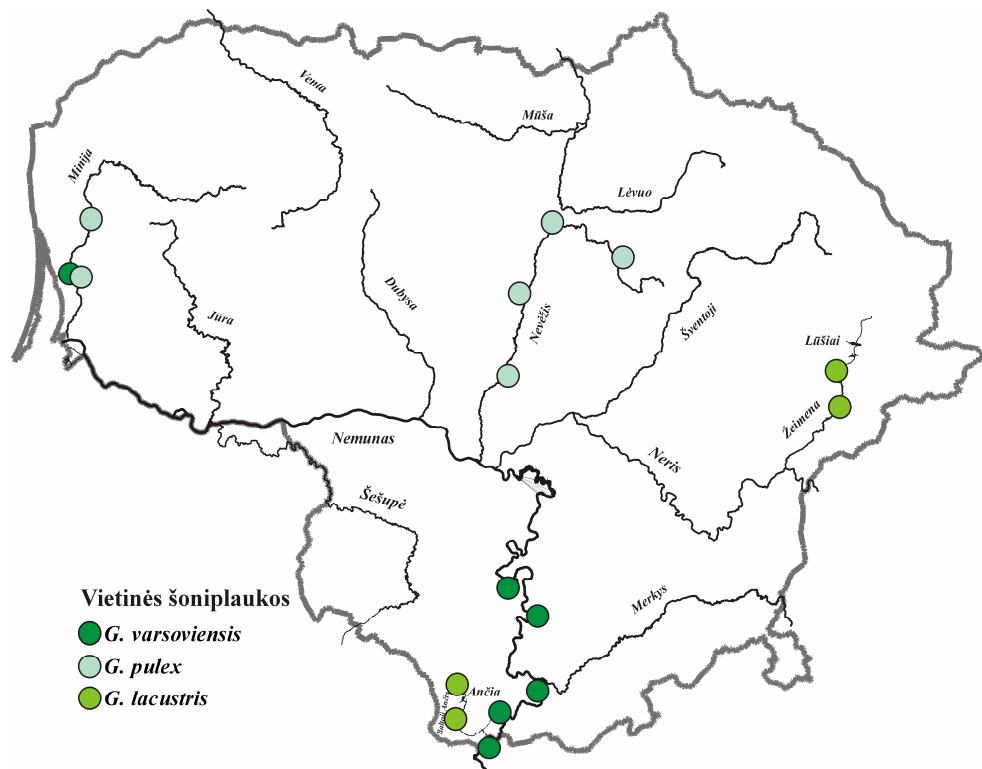 Venta
Mūša
Minija
Lėvuo
Dubysa
Jūra
Nevėžis
Šventoji
Lūšiai
Žeimena
Nemunas
Neris
Šešupė
Merkys
Vietinės šoniplaukos
G. varsoviensis
G. pulex
G. lacustris
Ančia